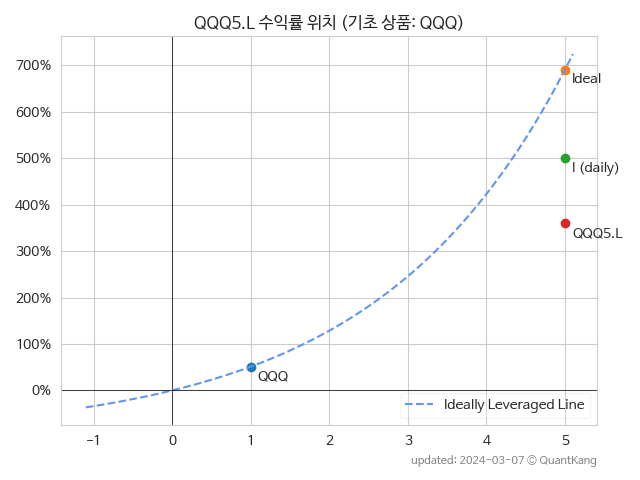 QQQ5.L 수익률 위치 (기초 상품: QQQ)
700%
600%
500%
400%
300%
200%
100%
0%
Ideal
I (daily)
QQQ5.L
QQQ
Ideally Leveraged Line
−1 0 1 2 3 4 5
updated: 2024-03-07 © QuantKang